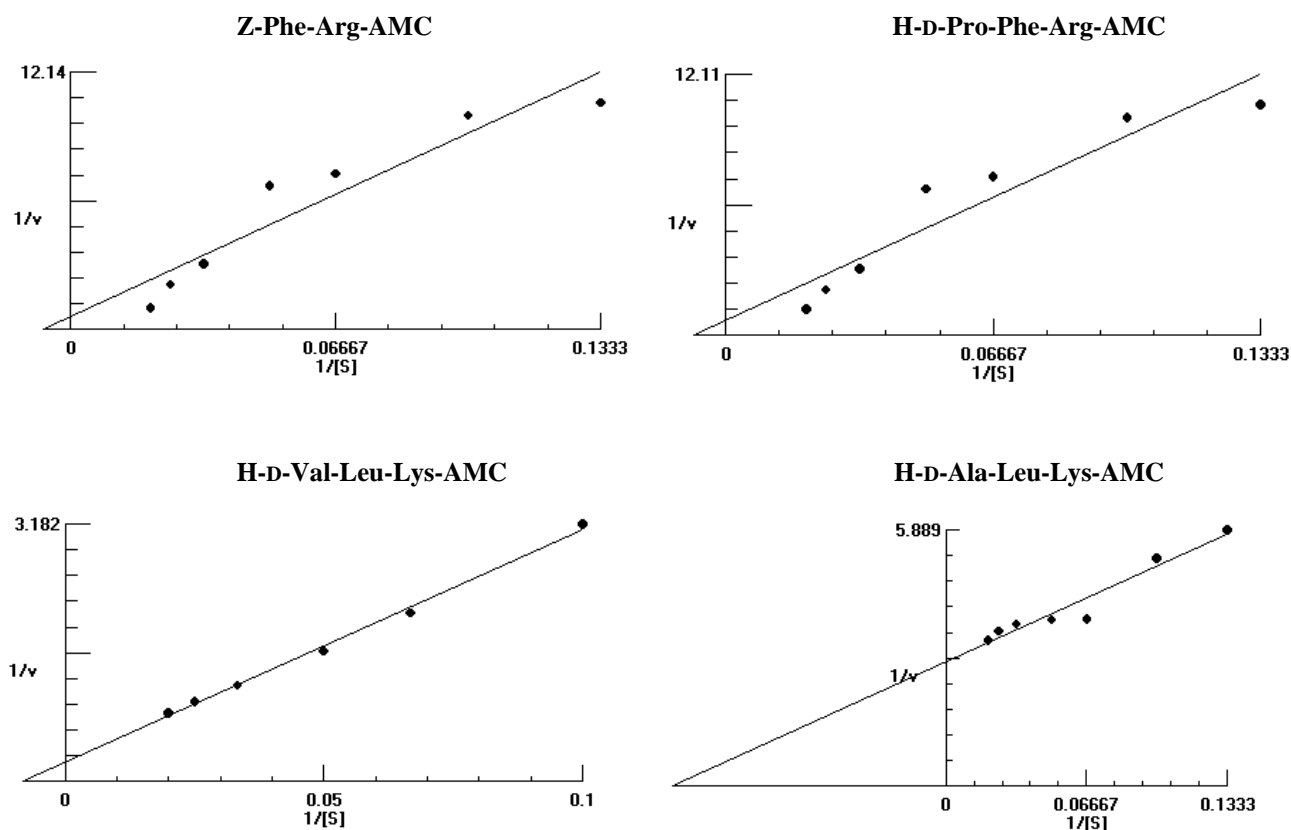 Z-Phe-Arg-AMC
12.14
1/v
0
0.06667
0.1333
1/[S]
H-D-Pro-Phe-Arg-AMC
12.11
1/v
0
0.06667
0.1333
1/[S]
H-D-Val-Leu-Lys-AMC
3.182
1/v
0
0.05
0.1
1/[S]
H-D-Ala-Leu-Lys-AMC
5.889
1/v
0
0.06667
0.1333
1/[S]